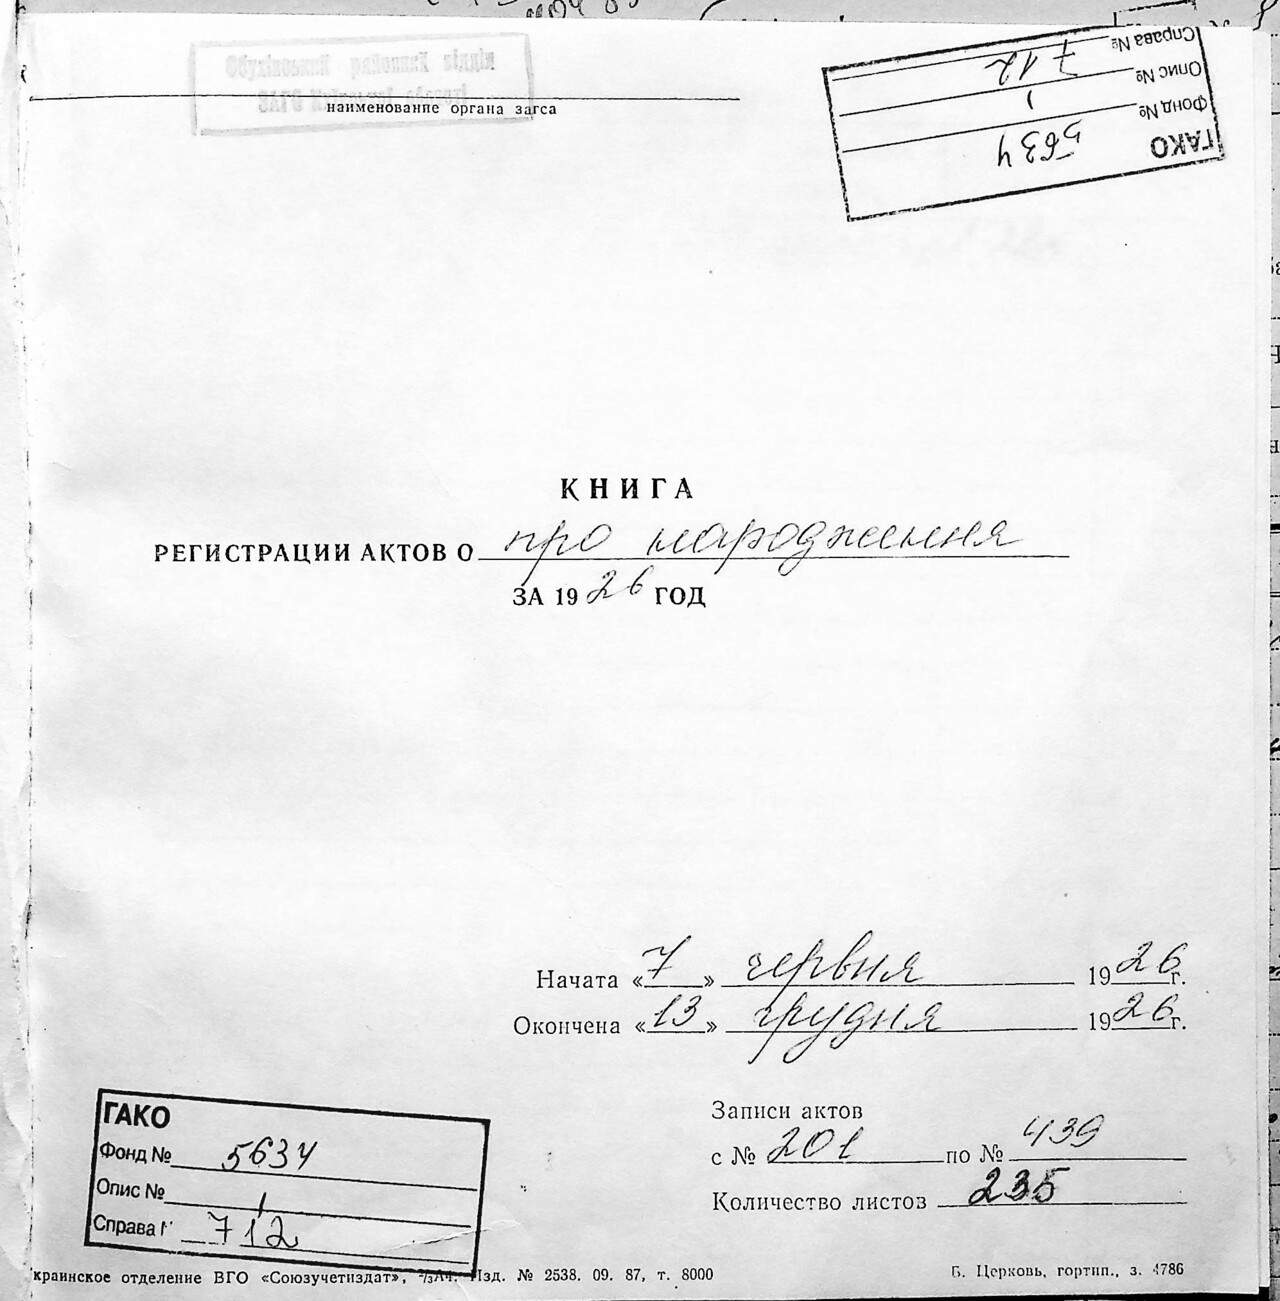 Обухівський районний відділ
наименование органа загса
ГАКО
Фонд № 5634
Опис № 1
Справа № 712
КНИГА
РЕГИСТРАЦИИ АКТОВ О про народження
ЗА 1926 ГОД
Начата «7» червня 1926 г.
Окончена «13» грудня 1926 г.
Записи актов
с № 201 по № 439
Количество листов 235
ГАКО
Фонд № 5634
Опис № 1
Справа № 712
краинское отделение ВГО «Союзучетиздат», Изд. № 2538. 09. 87, т. 8000
Б. Церковь, гортип., з. 4786